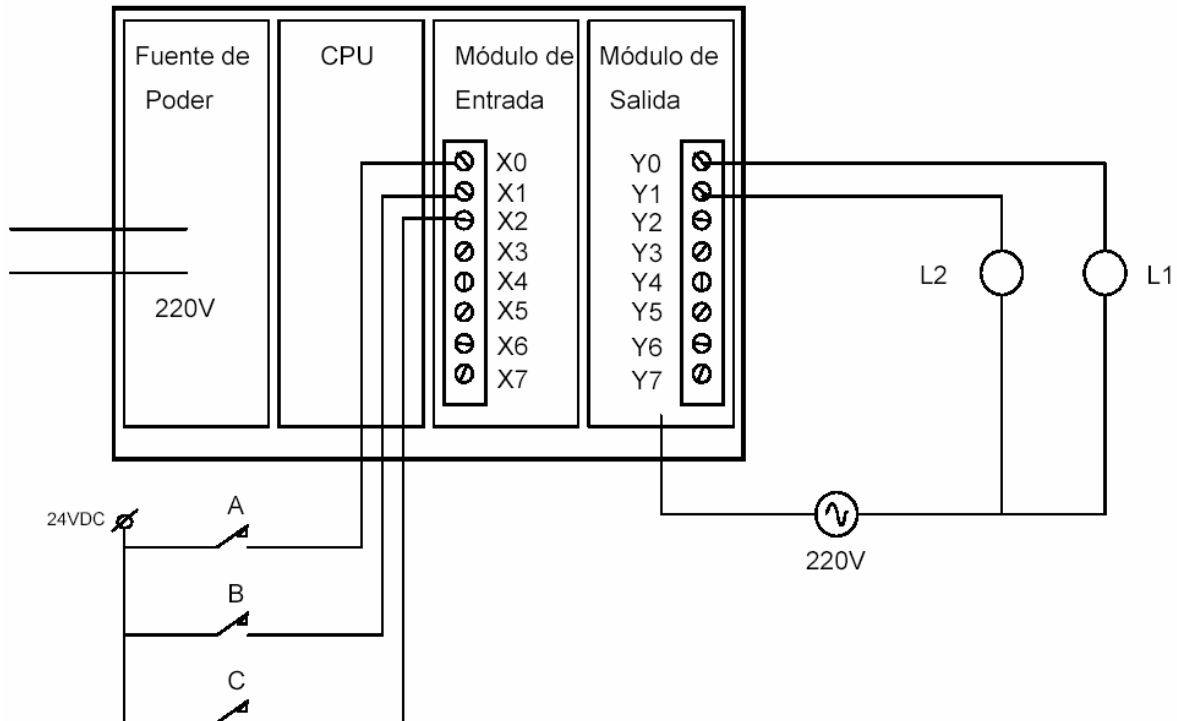 Fuente de
Poder
CPU
Módulo de
Entrada
Módulo de
Salida
X0
X1
X2
X3
X4
X5
X6
X7
Y0
Y1
Y2
Y3
Y4
Y5
Y6
Y7
220V
L2
L1
24VDC
A
B
C
220V